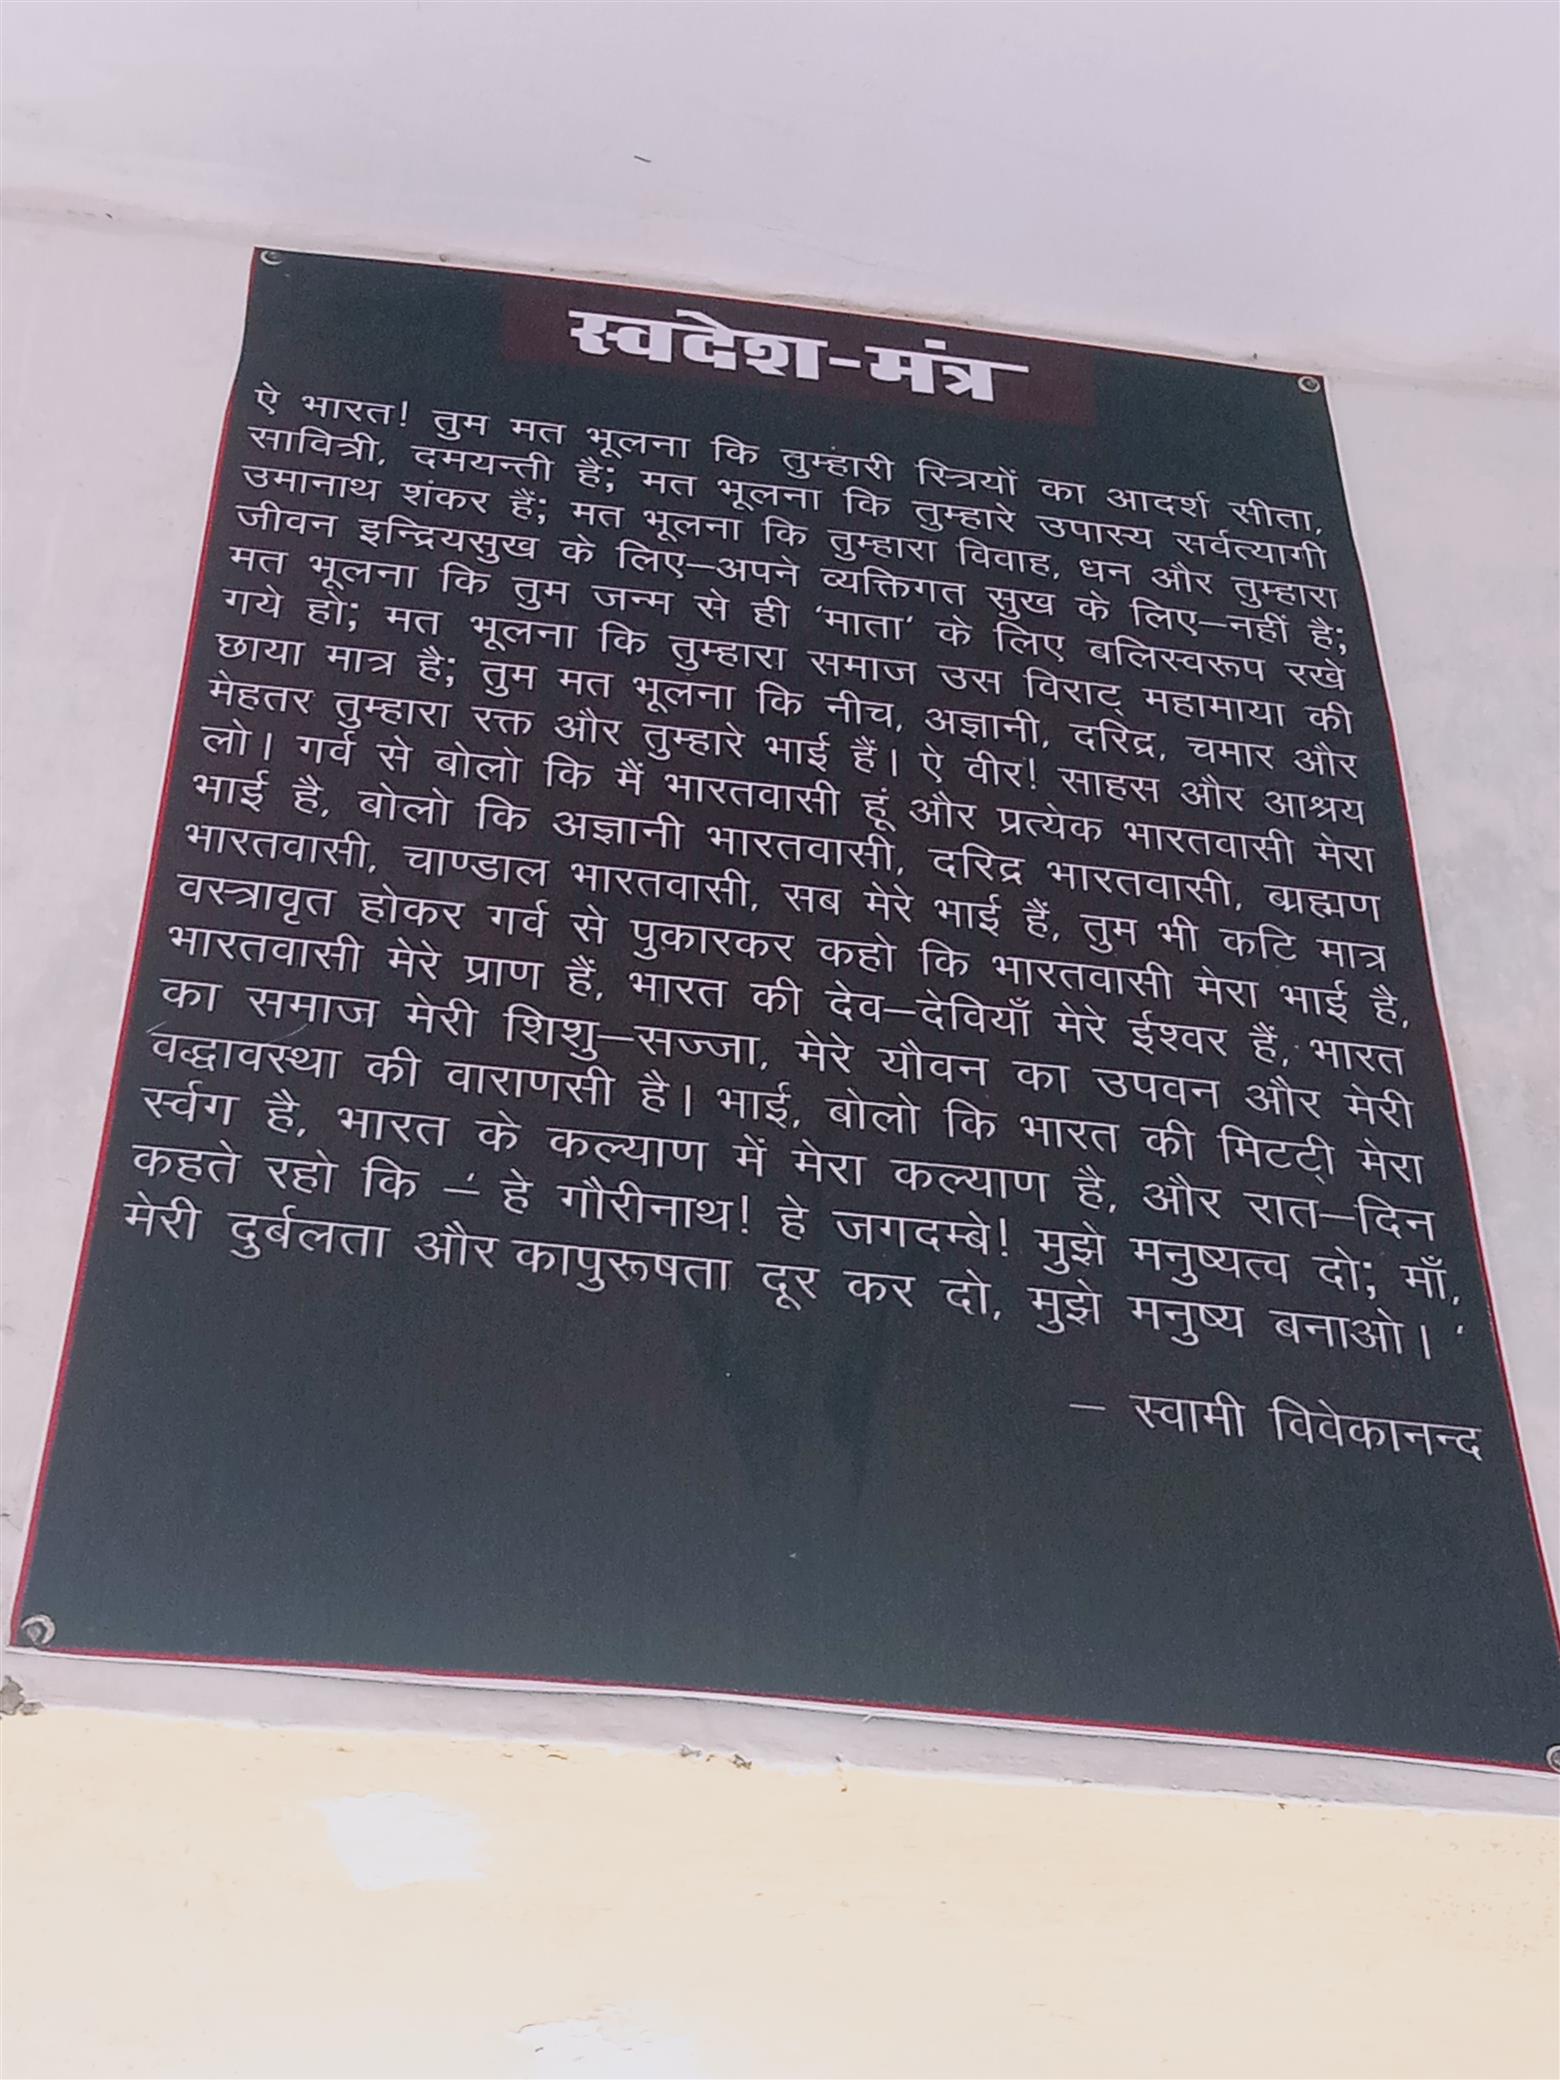 स्वदेश-मंत्र
ऐ भारत! तुम मत भूलना कि तुम्हारी स्त्रियों का आदर्श सीता,
सावित्री, दमयन्ती है; मत भूलना कि तुम्हारे उपास्य सर्वत्यागी
उमानाथ शंकर हैं; मत भूलना कि तुम्हारा विवाह, धन और तुम्हारा
जीवन इन्द्रियसुख के लिए–अपने व्यक्तिगत सुख के लिए–नहीं है;
मत भूलना कि तुम जन्म से ही ‘माता’ के लिए बलिस्वरूप रखे
गये हो; मत भूलना कि तुम्हारा समाज उस विराट् महामाया की
छाया मात्र है; तुम मत भूलना कि नीच, अज्ञानी, दरिद्र, चमार और
मेहतर तुम्हारा रक्त और तुम्हारे भाई हैं। ऐ वीर! साहस और आश्रय
लो। गर्व से बोलो कि मैं भारतवासी हूं और प्रत्येक भारतवासी मेरा
भाई है, बोलो कि अज्ञानी भारतवासी, दरिद्र भारतवासी, ब्राह्मण
भारतवासी, चाण्डाल भारतवासी, सब मेरे भाई हैं, तुम भी कटि मात्र
वस्त्रावृत होकर गर्व से पुकारकर कहो कि भारतवासी मेरा भाई है,
भारतवासी मेरे प्राण हैं, भारत की देव–देवियाँ मेरे ईश्वर हैं, भारत
का समाज मेरी शिशु–सज्जा, मेरे यौवन का उपवन और मेरी
वद्धावस्था की वाराणसी है। भाई, बोलो कि भारत की मिटटी़ मेरा
र्स्वग है, भारत के कल्याण में मेरा कल्याण है, और रात–दिन
कहते रहो कि –‘ हे गौरीनाथ! हे जगदम्बे! मुझे मनुष्यत्व दो; माँ,
मेरी दुर्बलता और कापुरूषता दूर कर दो, मुझे मनुष्य बनाओ। ‘
– स्वामी विवेकानन्द